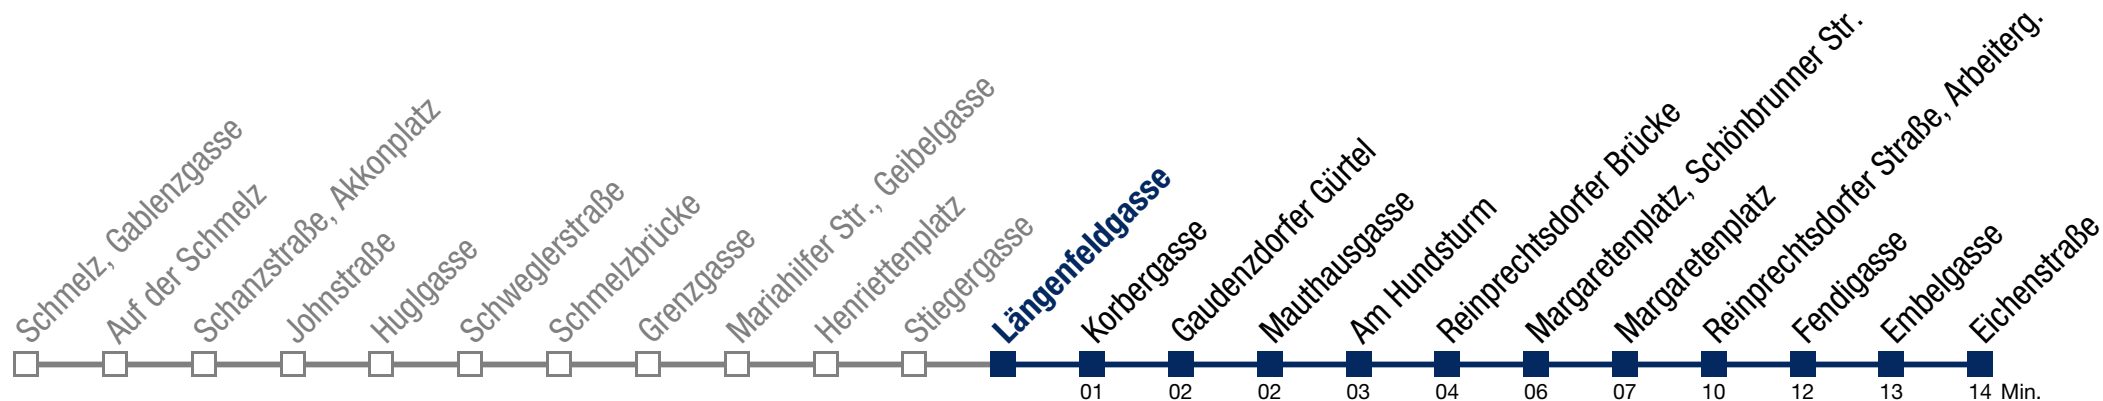 Schmelz, Gablenzgasse
Auf der Schmelz
Schanzstraße, Akkonplatz
Johnstraße
Huglgasse
Schweglerstraße
Schmelzbrücke
Grenzgasse
Mariahilfer Str., Geibelgasse
Henriettenplatz
Stiegergasse
Längenfeldgasse
Korbergasse
Gaudenzdorfer Gürtel
Mauthausgasse
Am Hundsturm
Reinprechtsdorfer Brücke
Margaretenplatz, Schönbrunner Str.
Margaretenplatz
Reinprechtsdorfer Straße, Arbeiterg.
Fendigasse
Embelgasse
Eichenstraße
01 02 02 03 04 06 07 10 12 13 14 Min.